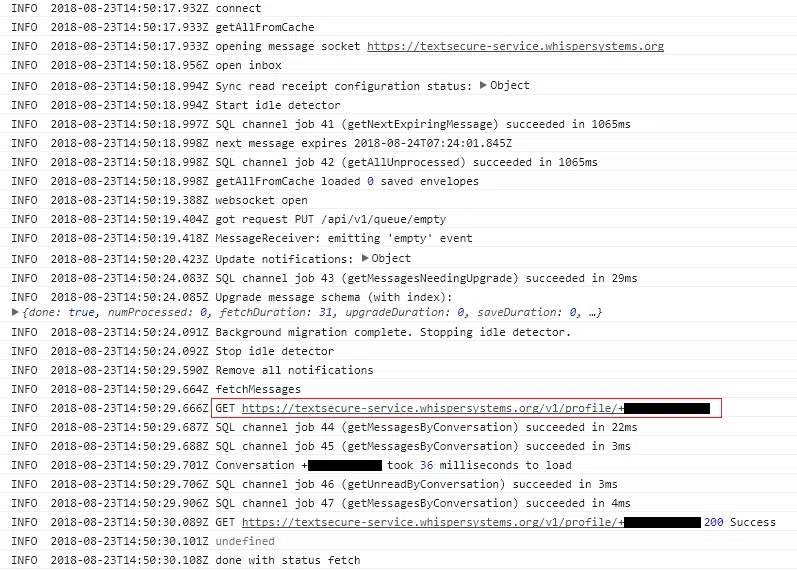 INFO 2018-08-23T14:50:17.932Z connect
INFO 2018-08-23T14:50:17.933Z getAllFromCache
INFO 2018-08-23T14:50:17.933Z opening message socket https://textsecure-service.whispersystems.org
INFO 2018-08-23T14:50:18.956Z open inbox
INFO 2018-08-23T14:50:18.994Z Sync read receipt configuration status: ▶Object
INFO 2018-08-23T14:50:18.994Z Start idle detector
INFO 2018-08-23T14:50:18.997Z SQL channel job 41 (getNextExpiringMessage) succeeded in 1065ms
INFO 2018-08-23T14:50:18.998Z next message expires 2018-08-24T07:24:01.845Z
INFO 2018-08-23T14:50:18.998Z SQL channel job 42 (getAllUnprocessed) succeeded in 1065ms
INFO 2018-08-23T14:50:18.998Z getAllFromCache loaded 0 saved envelopes
INFO 2018-08-23T14:50:19.388Z websocket open
INFO 2018-08-23T14:50:19.404Z got request PUT /api/v1/queue/empty
INFO 2018-08-23T14:50:19.418Z MessageReceiver: emitting 'empty' event
INFO 2018-08-23T14:50:20.423Z Update notifications: ▶Object
INFO 2018-08-23T14:50:24.083Z SQL channel job 43 (getMessagesNeedingUpgrade) succeeded in 29ms
INFO 2018-08-23T14:50:24.085Z Upgrade message schema (with index):
▶{done: true, numProcessed: 0, fetchDuration: 31, upgradeDuration: 0, saveDuration: 0, …}
INFO 2018-08-23T14:50:24.091Z Background migration complete. Stopping idle detector.
INFO 2018-08-23T14:50:24.092Z Stop idle detector
INFO 2018-08-23T14:50:29.590Z Remove all notifications
INFO 2018-08-23T14:50:29.664Z fetchMessages
INFO 2018-08-23T14:50:29.666Z GET https://textsecure-service.whispersystems.org/v1/profile/+
INFO 2018-08-23T14:50:29.687Z SQL channel job 44 (getMessagesByConversation) succeeded in 22ms
INFO 2018-08-23T14:50:29.688Z SQL channel job 45 (getMessagesByConversation) succeeded in 3ms
INFO 2018-08-23T14:50:29.701Z Conversation + took 36 milliseconds to load
INFO 2018-08-23T14:50:29.706Z SQL channel job 46 (getUnreadByConversation) succeeded in 3ms
INFO 2018-08-23T14:50:29.906Z SQL channel job 47 (getMessagesByConversation) succeeded in 4ms
INFO 2018-08-23T14:50:30.089Z GET https://textsecure-service.whispersystems.org/v1/profile/+ 200 Success
INFO 2018-08-23T14:50:30.101Z undefined
INFO 2018-08-23T14:50:30.108Z done with status fetch